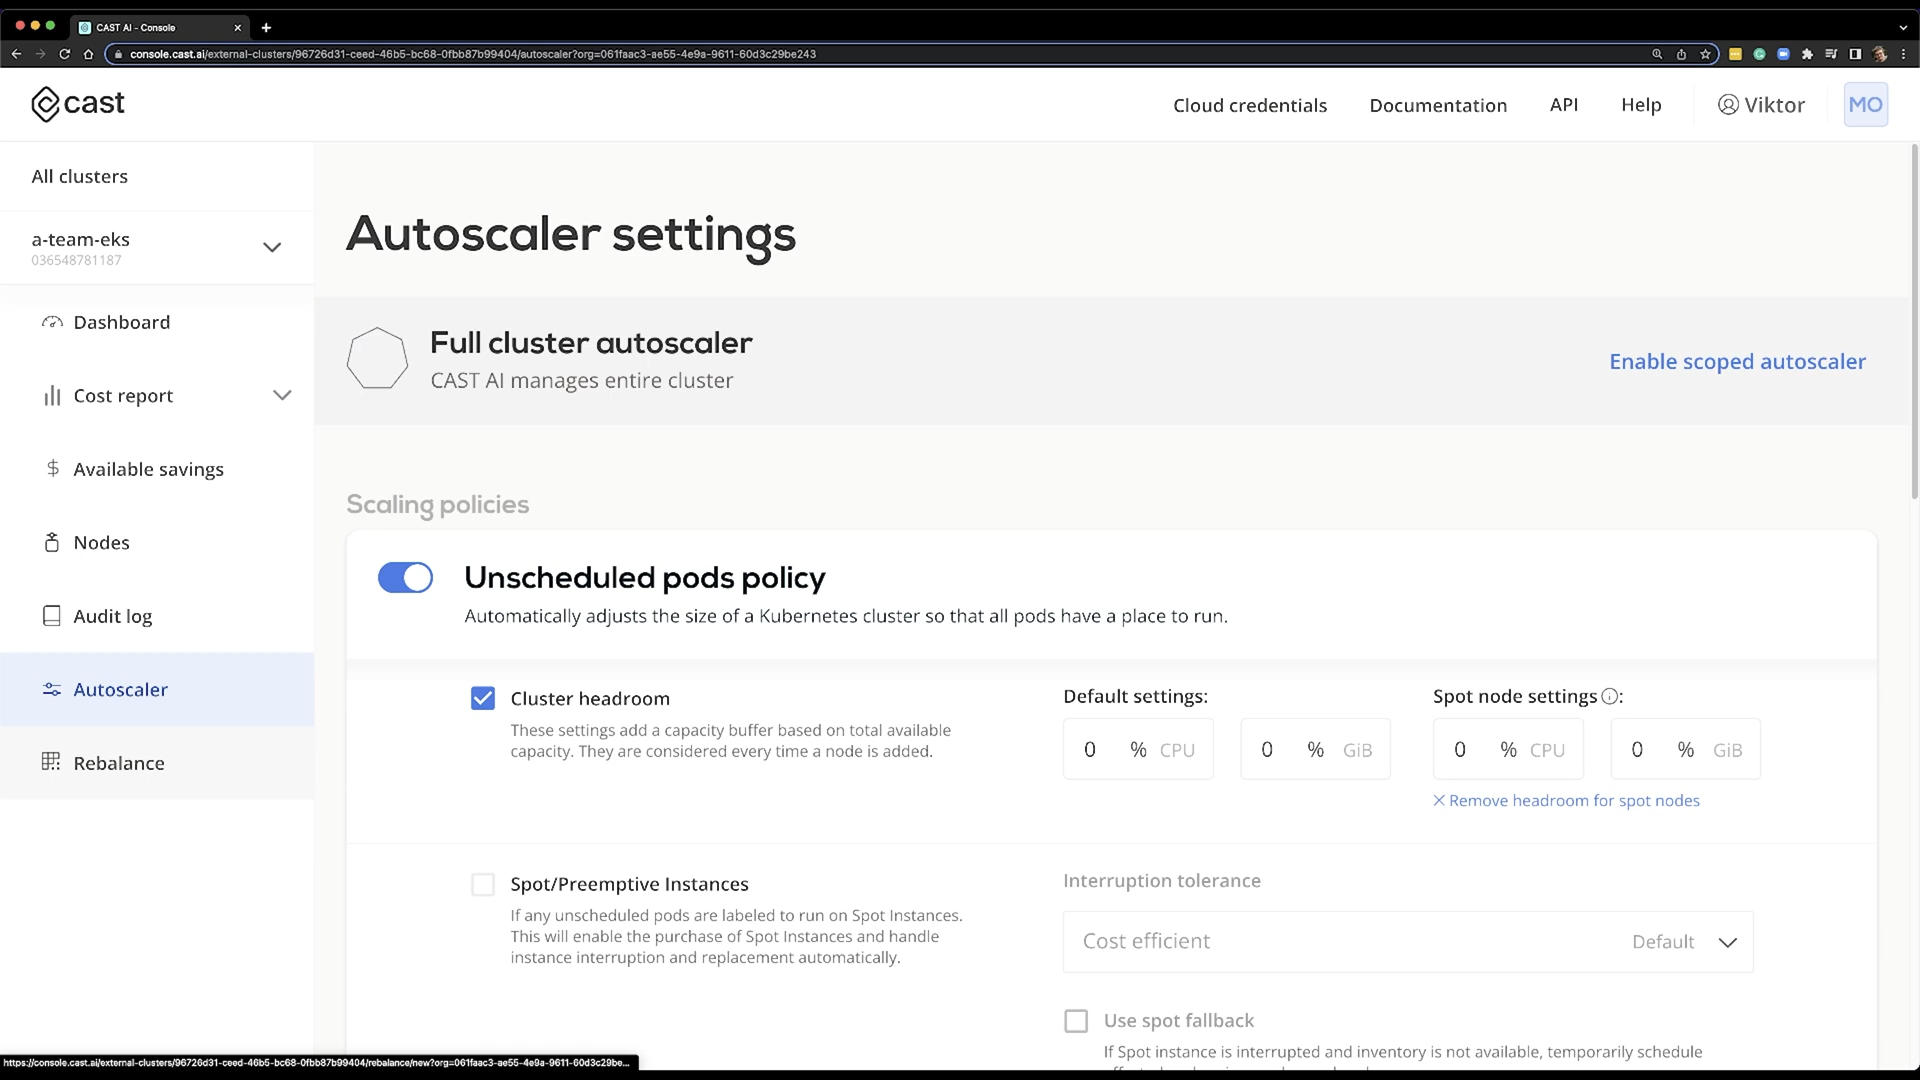 CAST AI - Console
console.cast.ai/external-clusters/96726d31-ceed-46b5-bc68-0fbb87b99404/autoscaler?org=061faac3-ae55-4e9a-9611-60d3c29be243
cast
Cloud credentials
Documentation
API
Help
Viktor
MO
All clusters
a-team-eks
036548781187
Dashboard
Cost report
Available savings
Nodes
Audit log
Autoscaler
Rebalance
Autoscaler settings
Full cluster autoscaler
CAST AI manages entire cluster
Enable scoped autoscaler
Scaling policies
Unscheduled pods policy
Automatically adjusts the size of a Kubernetes cluster so that all pods have a place to run.
Cluster headroom
These settings add a capacity buffer based on total available
capacity. They are considered every time a node is added.
Default settings:
0 % CPU
0 % GiB
Spot node settings :
0 % CPU
0 % GiB
Remove headroom for spot nodes
Spot/Preemptive Instances
If any unscheduled pods are labeled to run on Spot Instances.
This will enable the purchase of Spot Instances and handle
instance interruption and replacement automatically.
Interruption tolerance
Cost efficient Default
Use spot fallback
If Spot instance is interrupted and inventory is not available, temporarily schedule
https://console.cast.ai/external-clusters/96726d31-ceed-46b5-bc68-0fbb87b99404/rebalance/new?org=061faac3-ae55-4e9a-9611-60d3c29be...